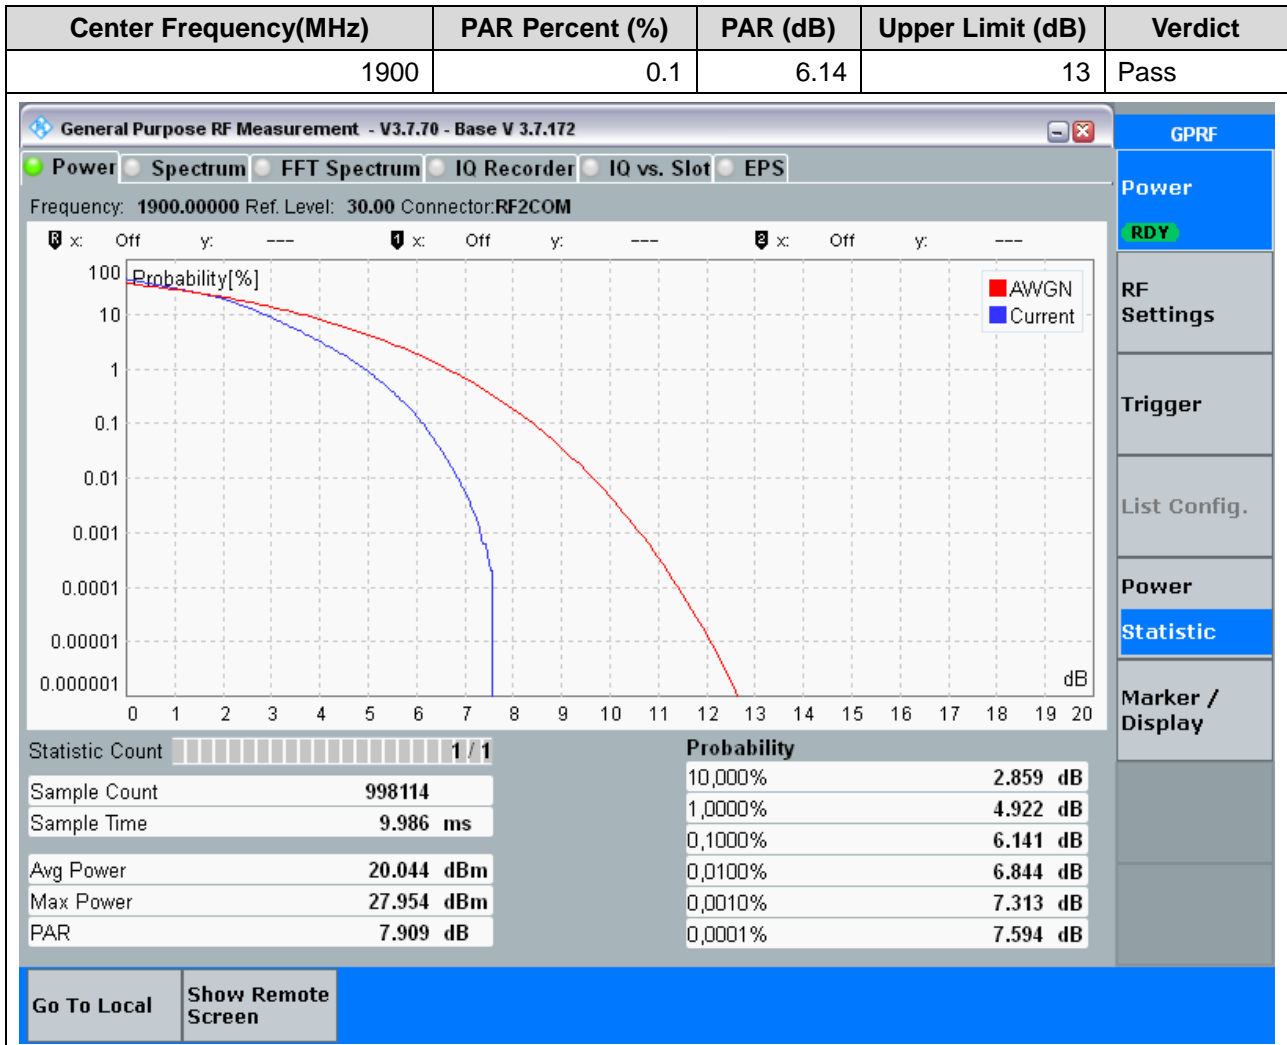 Center Frequency(MHz) PAR Percent (%) PAR (dB) Upper Limit (dB) Verdict
1900 0.1 6.14 13 Pass
General Purpose RF Measurement - V3.7.70 - Base V 3.7.172
GPRF
Power Spectrum FFT Spectrum IQ Recorder IQ vs. Slot EPS
Frequency: 1900.00000 Ref. Level: 30.00 Connector:RF2COM
R x: Off y: --- 1 x: Off y: --- 2 x: Off y: ---
Probability[%]
AWGN
Current
100
10
1
0.1
0.01
0.001
0.0001
0.00001
0.000001
dB
0 1 2 3 4 5 6 7 8 9 10 11 12 13 14 15 16 17 18 19 20
Statistic Count 1 / 1
Sample Count 998114
Sample Time 9.986 ms
Avg Power 20.044 dBm
Max Power 27.954 dBm
PAR 7.909 dB
Probability
10,000% 2.859 dB
1,0000% 4.922 dB
0,1000% 6.141 dB
0,0100% 6.844 dB
0,0010% 7.313 dB
0,0001% 7.594 dB
Power
RDY
RF
Settings
Trigger
List Config.
Power
Statistic
Marker /
Display
Go To Local
Show Remote
Screen